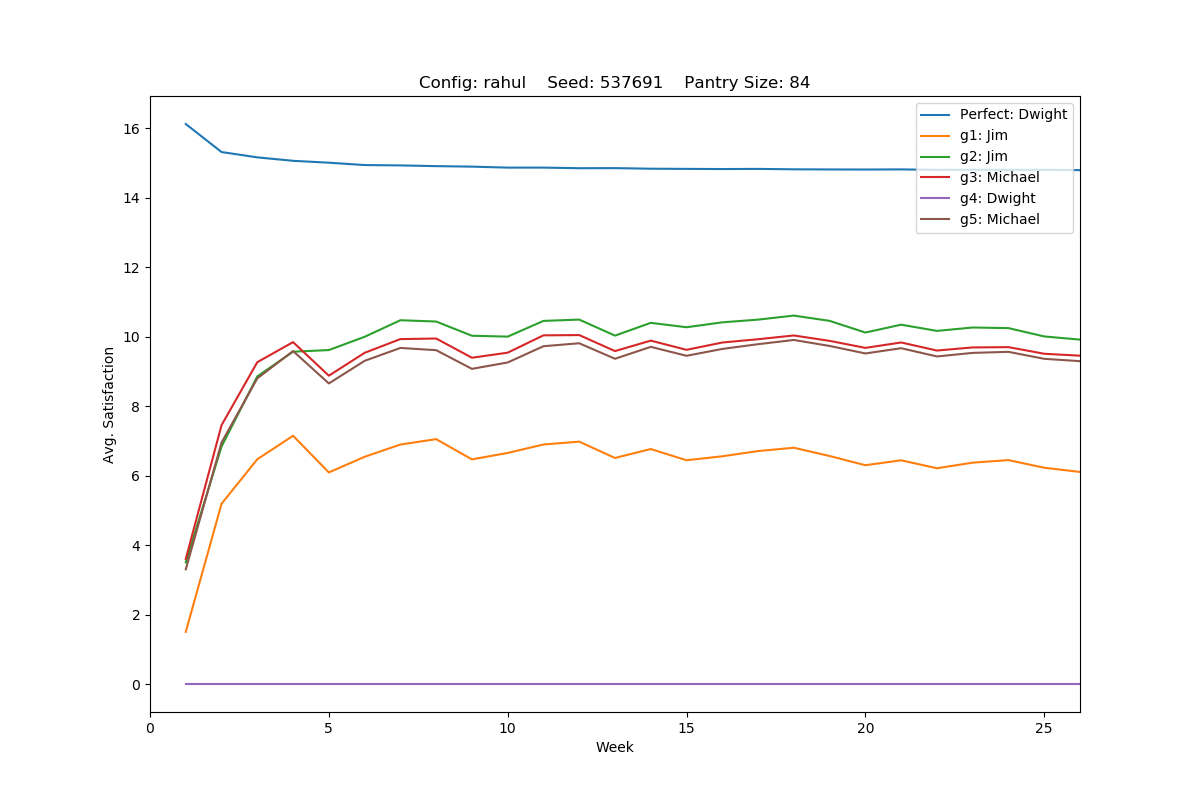 Config: rahul    Seed: 537691    Pantry Size: 84
Perfect: Dwight
g1: Jim
g2: Jim
g3: Michael
g4: Dwight
g5: Michael
16
14
12
10
8
6
4
2
0
Avg. Satisfaction
0 5 10 15 20 25
Week